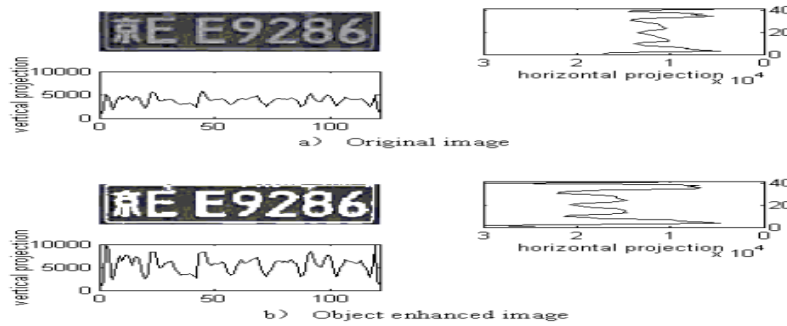 京E E9286
40
20
0
3
2
1
0
horizontal projection
x 10^4
10000
5000
0
vertical projection
0
50
100
a) Original image
京E E9286
40
20
0
3
2
1
0
horizontal projection
x 10^4
10000
5000
0
vertical projection
0
50
100
b) Object enhanced image